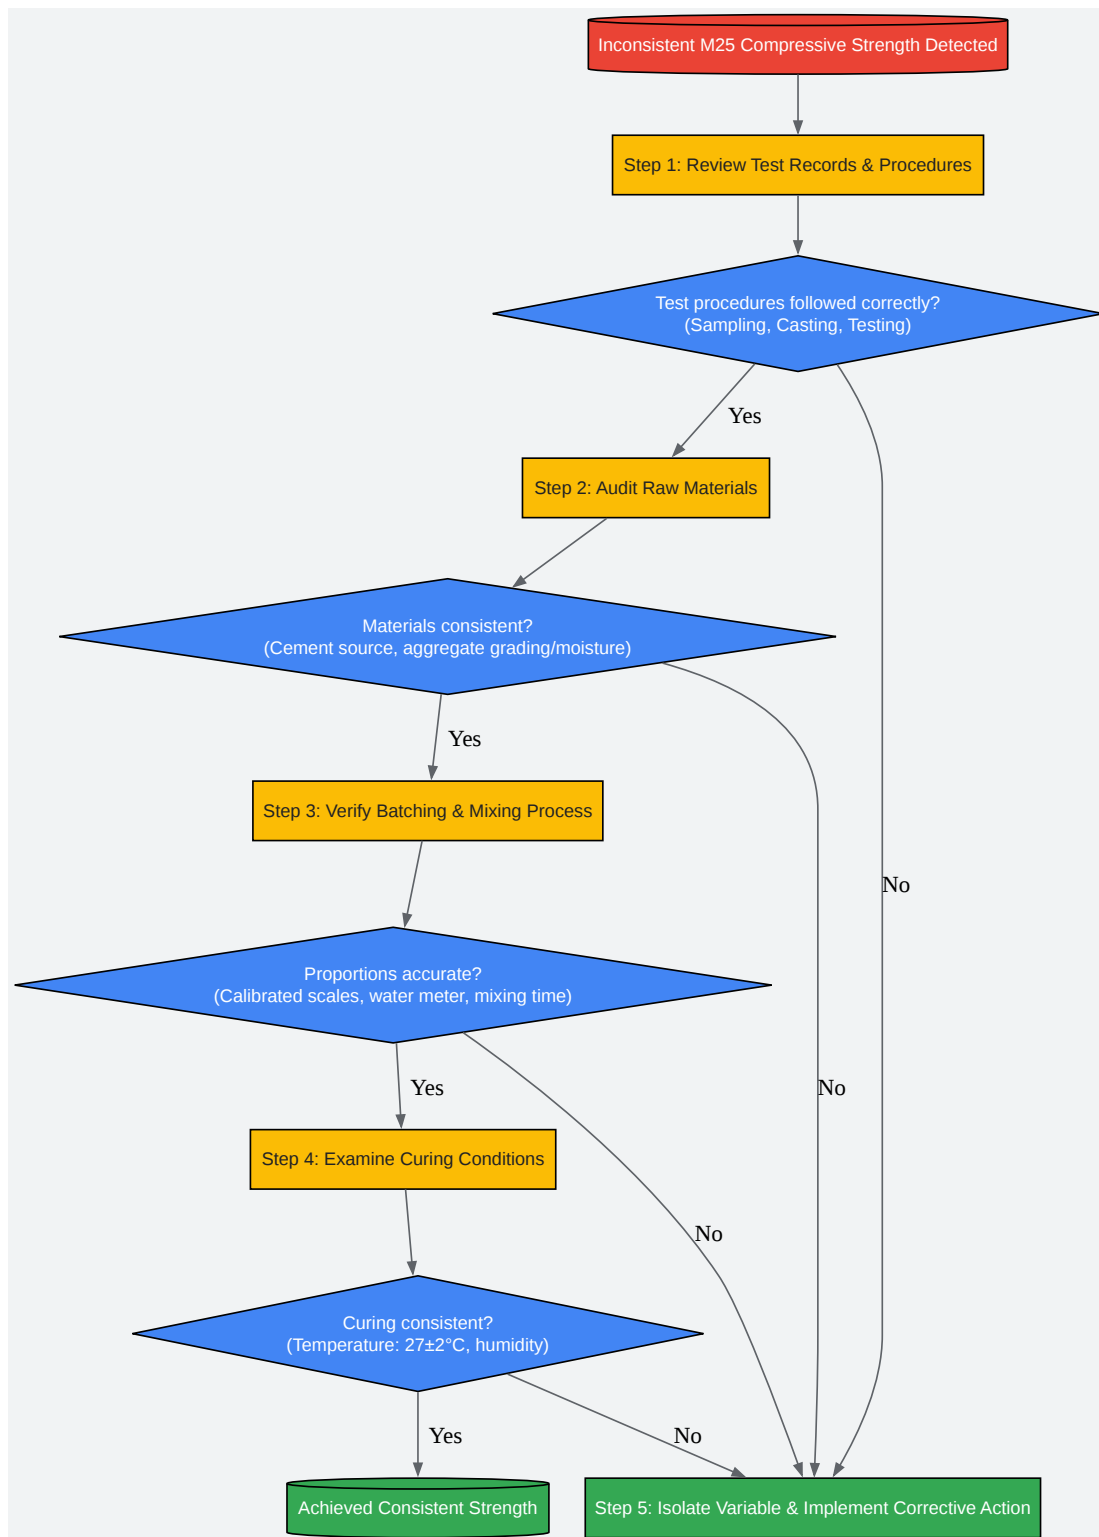 Inconsistent M25 Compressive Strength Detected
Step 1: Review Test Records & Procedures
Test procedures followed correctly?
(Sampling, Casting, Testing)
Yes
Step 2: Audit Raw Materials
Materials consistent?
(Cement source, aggregate grading/moisture)
Yes
Step 3: Verify Batching & Mixing Process
No
Proportions accurate?
(Calibrated scales, water meter, mixing time)
Yes
No
Step 4: Examine Curing Conditions
No
Curing consistent?
(Temperature: 27±2°C, humidity)
Yes
No
Achieved Consistent Strength
Step 5: Isolate Variable & Implement Corrective Action